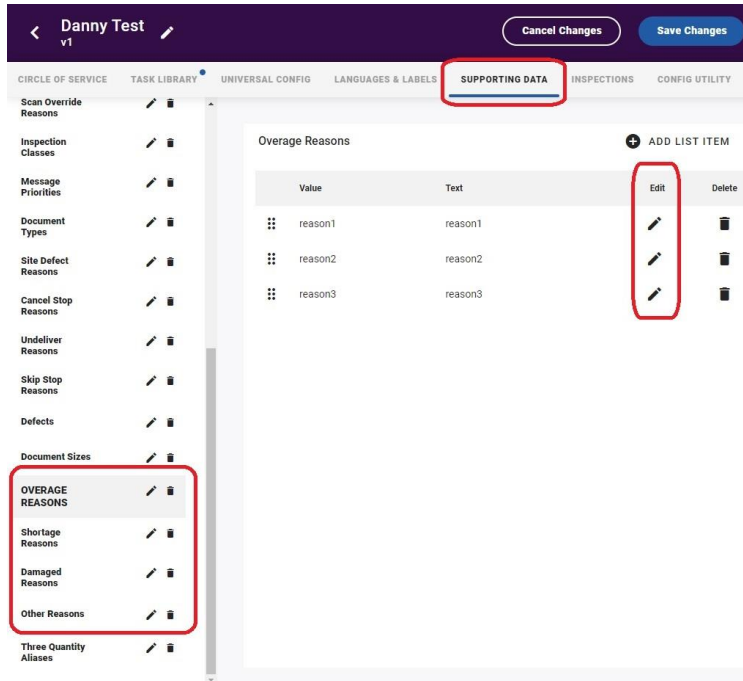 Danny Test
v1
Cancel Changes
Save Changes
CIRCLE OF SERVICE
TASK LIBRARY
UNIVERSAL CONFIG
LANGUAGES & LABELS
SUPPORTING DATA
INSPECTIONS
CONFIG UTILITY
Scan Override
Reasons
Inspection
Classes
Message
Priorities
Document
Types
Site Defect
Reasons
Cancel Stop
Reasons
Undeliver
Reasons
Skip Stop
Reasons
Defects
Document Sizes
OVERAGE
REASONS
Shortage
Reasons
Damaged
Reasons
Other Reasons
Three Quantity
Aliases
Overage Reasons
ADD LIST ITEM
Value Text Edit Delete
reason1 reason1
reason2 reason2
reason3 reason3